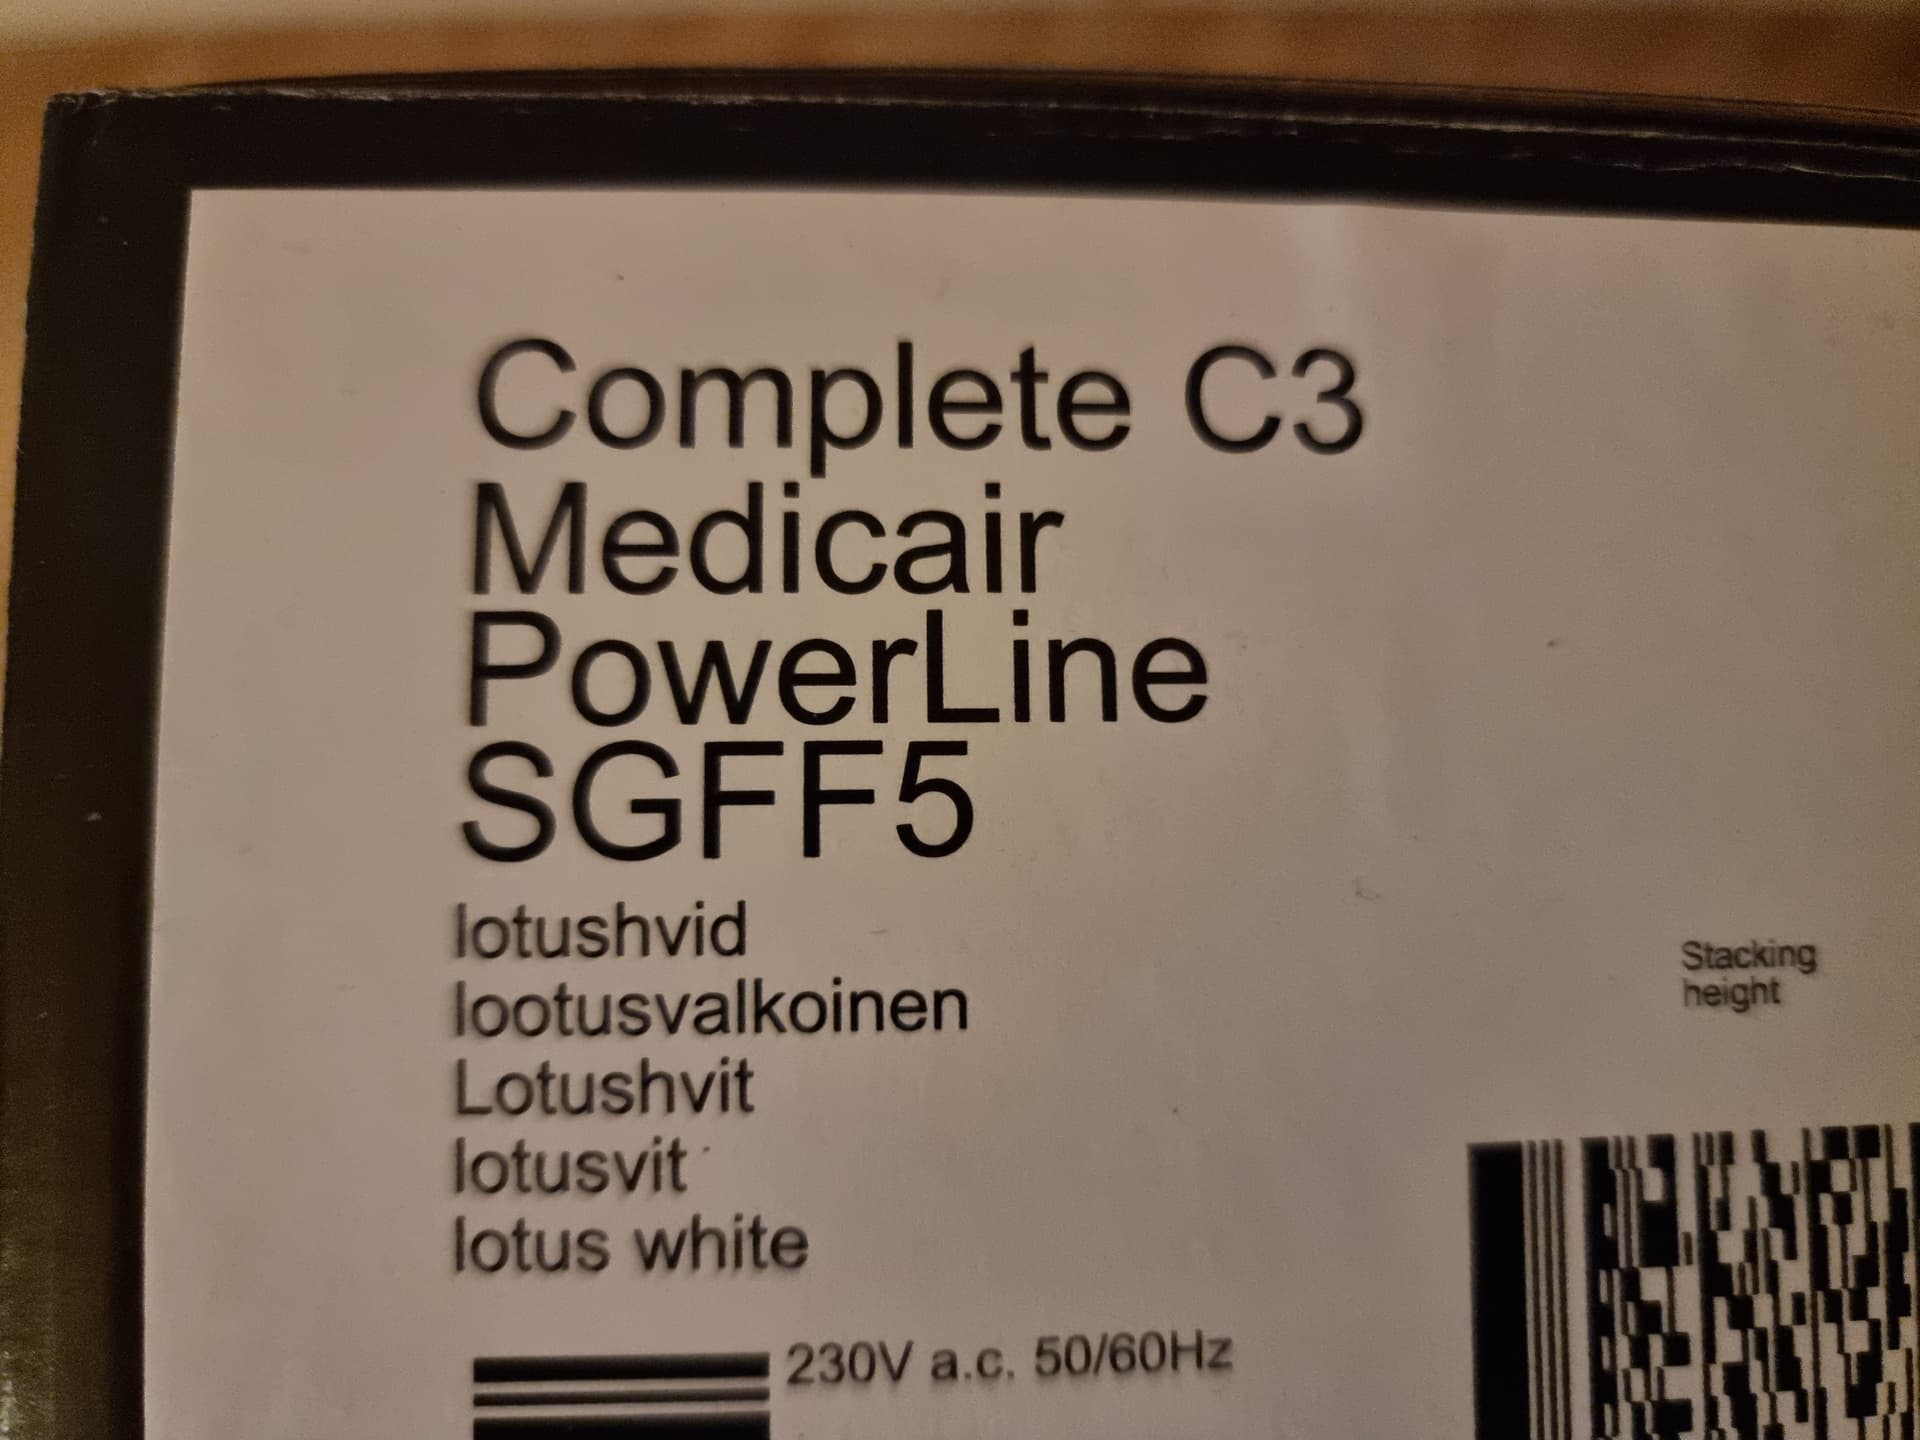 Complete C3
Medicair
PowerLine
SGFF5
lotushvid
lootusvalkoinen
Lotushvit
lotusvit
lotus white
Stacking
height
230V a.c. 50/60Hz